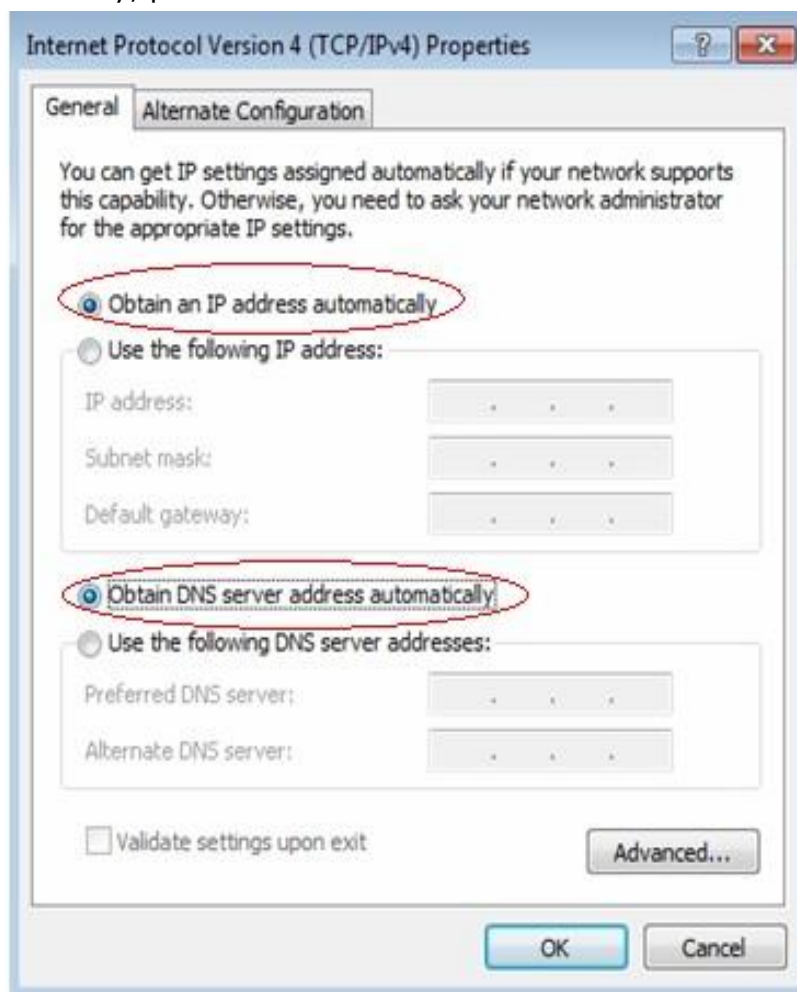 Internet Protocol Version 4 (TCP/IPv4) Properties
General
Alternate Configuration
You can get IP settings assigned automatically if your network supports
this capability. Otherwise, you need to ask your network administrator
for the appropriate IP settings.
Obtain an IP address automatically
Use the following IP address:
IP address:
Subnet mask:
Default gateway:
Obtain DNS server address automatically
Use the following DNS server addresses:
Preferred DNS server:
Alternate DNS server:
Validate settings upon exit
Advanced...
OK
Cancel